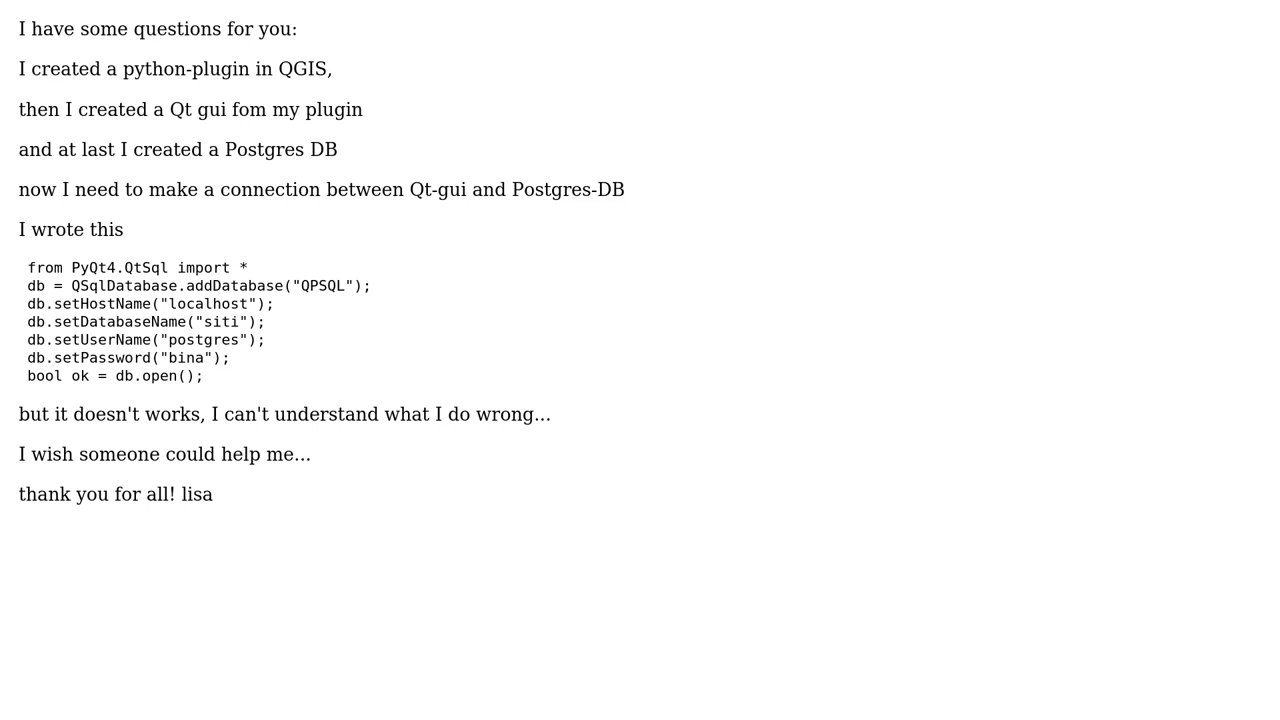 I have some questions for you:
I created a python-plugin in QGIS,
then I created a Qt gui fom my plugin
and at last I created a Postgres DB
now I need to make a connection between Qt-gui and Postgres-DB
I wrote this
from PyQt4.QtSql import *
db = QSqlDatabase.addDatabase("QPSQL");
db.setHostName("localhost");
db.setDatabaseName("siti");
db.setUserName("postgres");
db.setPassword("bina");
bool ok = db.open();
but it doesn't works, I can't understand what I do wrong...
I wish someone could help me...
thank you for all! lisa